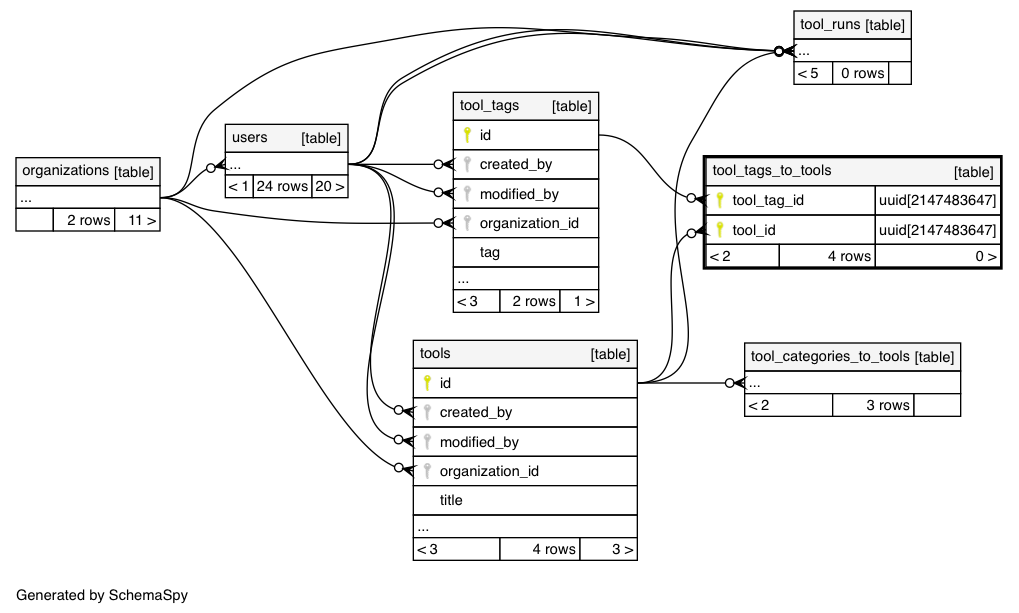 tool_runs [table]
...
< 5 0 rows
tool_tags [table]
id
created_by
modified_by
organization_id
tag
...
< 3 2 rows 1 >
users [table]
...
< 1 24 rows 20 >
organizations [table]
...
2 rows 11 >
tool_tags_to_tools [table]
tool_tag_id uuid[2147483647]
tool_id uuid[2147483647]
< 2 4 rows 0 >
tools [table]
id
created_by
modified_by
organization_id
title
...
< 3 4 rows 3 >
tool_categories_to_tools [table]
...
< 2 3 rows
Generated by SchemaSpy